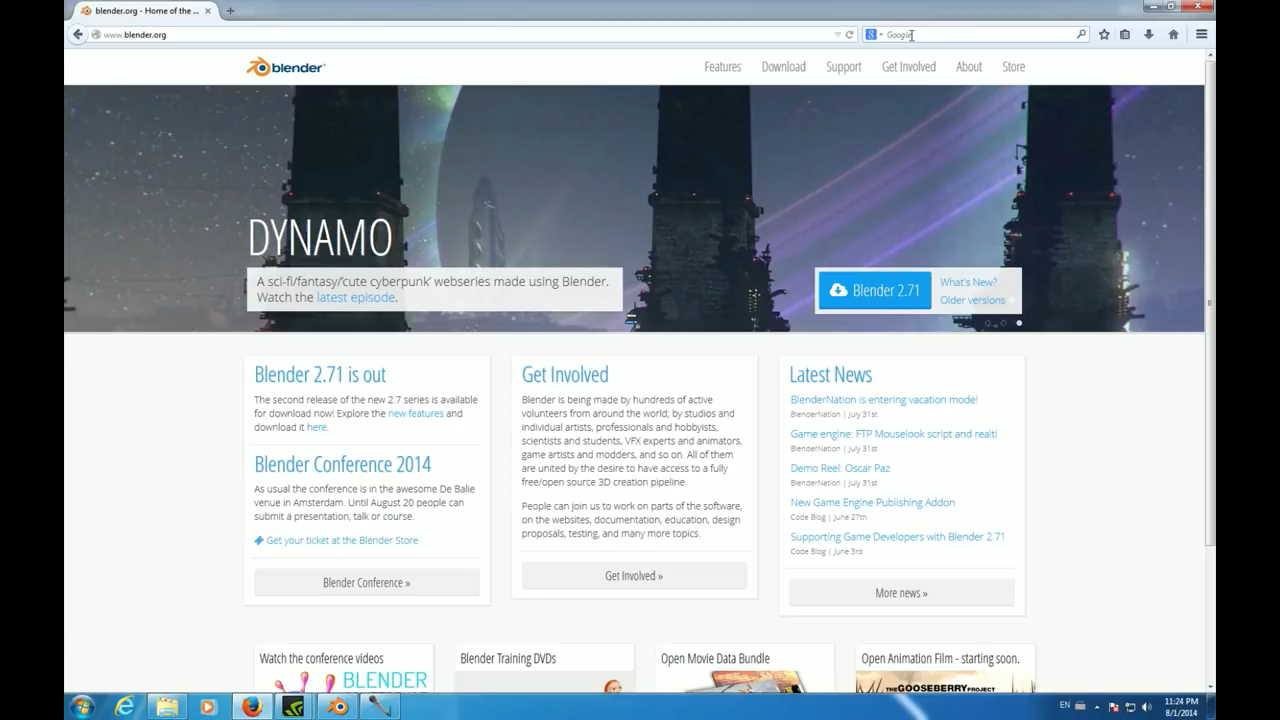 blender.org - Home of the ...
www.blender.org
Google
blender
Features
Download
Support
Get Involved
About
Store
DYNAMO
A sci-fi/fantasy/'cute cyberpunk' webseries made using Blender.
Watch the latest episode.
Blender 2.71
What's New?
Older versions
Blender 2.71 is out
The second release of the new 2.7 series is available
for download now! Explore the new features and
download it here.
Blender Conference 2014
As usual the conference is in the awesome De Balie
venue in Amsterdam. Until August 20 people can
submit a presentation, talk or course.
Get your ticket at the Blender Store
Blender Conference »
Get Involved
Blender is being made by hundreds of active
volunteers from around the world; by studios and
individual artists, professionals and hobbyists,
scientists and students, VFX experts and animators,
game artists and modders, and so on. All of them
are united by the desire to have access to a fully
free/open source 3D creation pipeline.
People can join us to work on parts of the software,
on the websites, documentation, education, design
proposals, testing, and many more topics.
Get Involved »
Latest News
BlenderNation is entering vacation mode!
BlenderNation | July 31st
Game engine: FTP Mouselook script and realti
BlenderNation | July 31st
Demo Reel: Oscar Paz
BlenderNation | July 31st
New Game Engine Publishing Addon
Code Blog | June 27th
Supporting Game Developers with Blender 2.71
Code Blog | June 3rd
More news »
Watch the conference videos
BLENDER
Blender Training DVDs
Open Movie Data Bundle
Open Animation Film - starting soon.
THE GOOSEBERRY PROJECT
EN
11:24 PM
8/1/2014